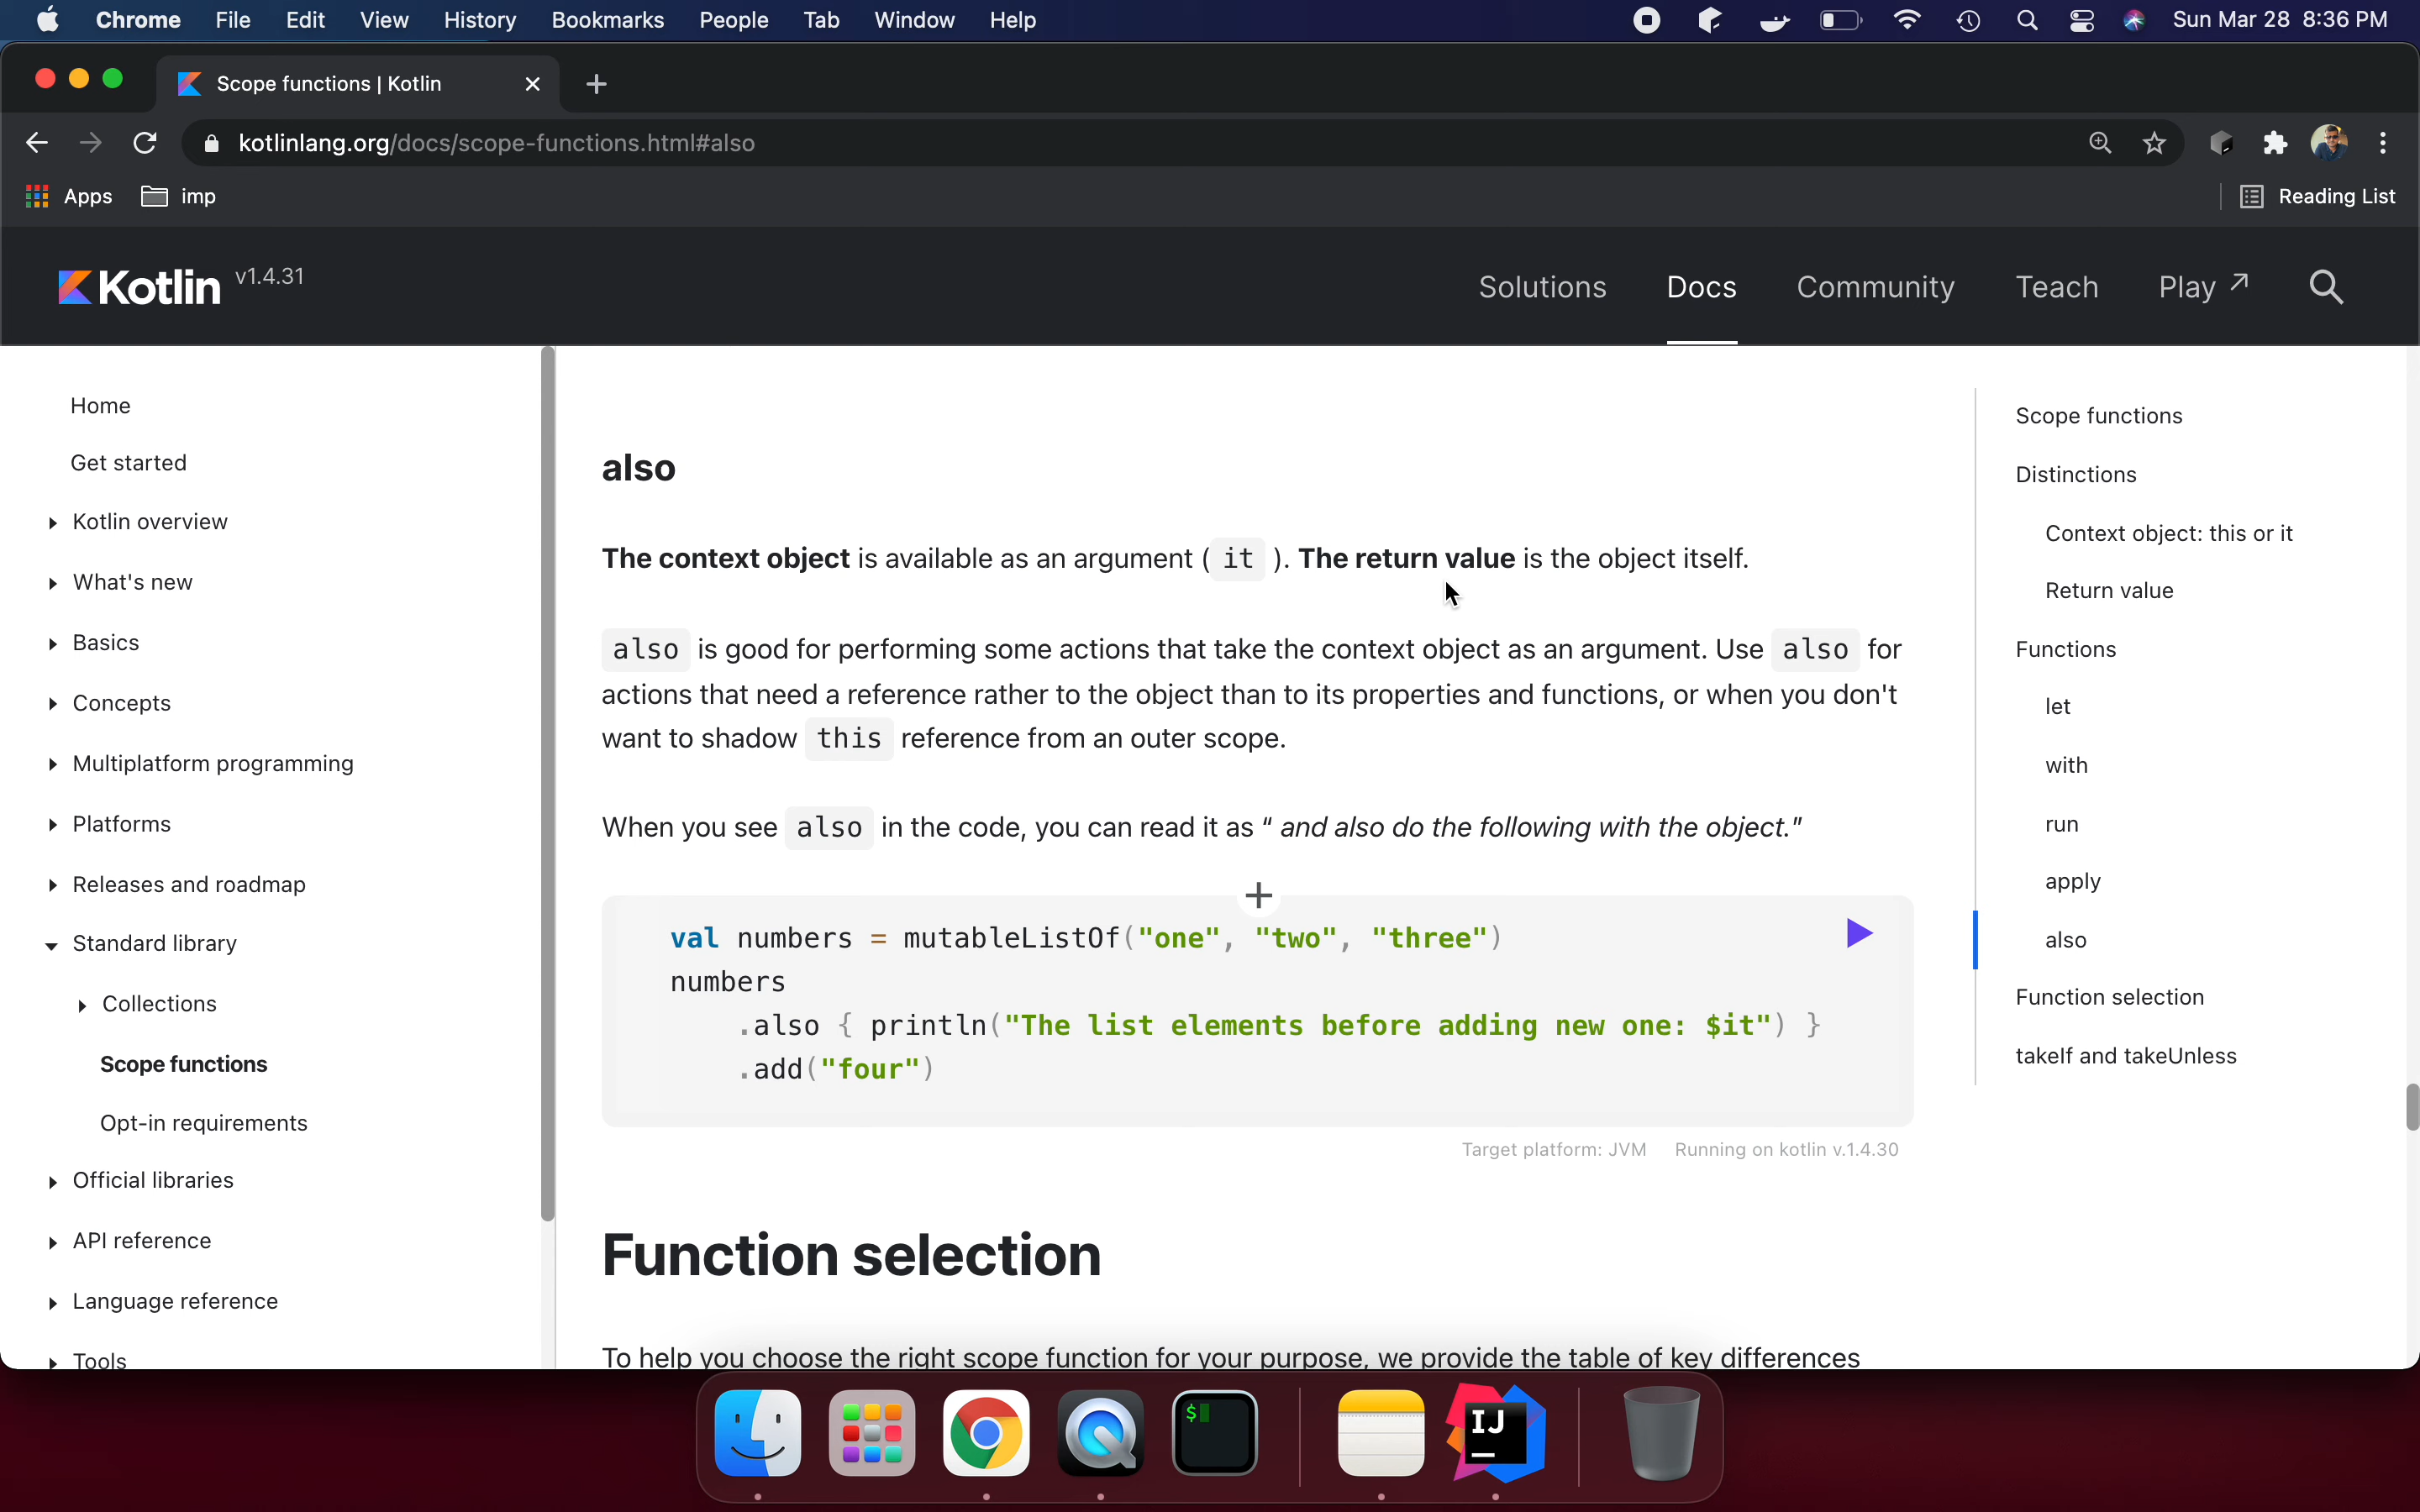 Chrome File Edit View History Bookmarks People Tab Window Help Sun Mar 28 8:36 PM
Scope functions | Kotlin
kotlinlang.org/docs/scope-functions.html#also
Apps imp Reading List
Kotlin v1.4.31 Solutions Docs Community Teach Play
Home
Get started
Kotlin overview
What's new
Basics
Concepts
Multiplatform programming
Platforms
Releases and roadmap
Standard library
Collections
Scope functions
Opt-in requirements
Official libraries
API reference
Language reference
Tools
also
The context object is available as an argument ( it ). The return value is the object itself.
also is good for performing some actions that take the context object as an argument. Use also for
actions that need a reference rather to the object than to its properties and functions, or when you don't
want to shadow this reference from an outer scope.
When you see also in the code, you can read it as “ and also do the following with the object.”
val numbers = mutableListOf("one", "two", "three")
numbers
    .also { println("The list elements before adding new one: $it") }
    .add("four")
Target platform: JVM Running on kotlin v.1.4.30
Function selection
To help you choose the right scope function for your purpose, we provide the table of key differences
Scope functions
Distinctions
Context object: this or it
Return value
Functions
let
with
run
apply
also
Function selection
takeIf and takeUnless
$
IJ